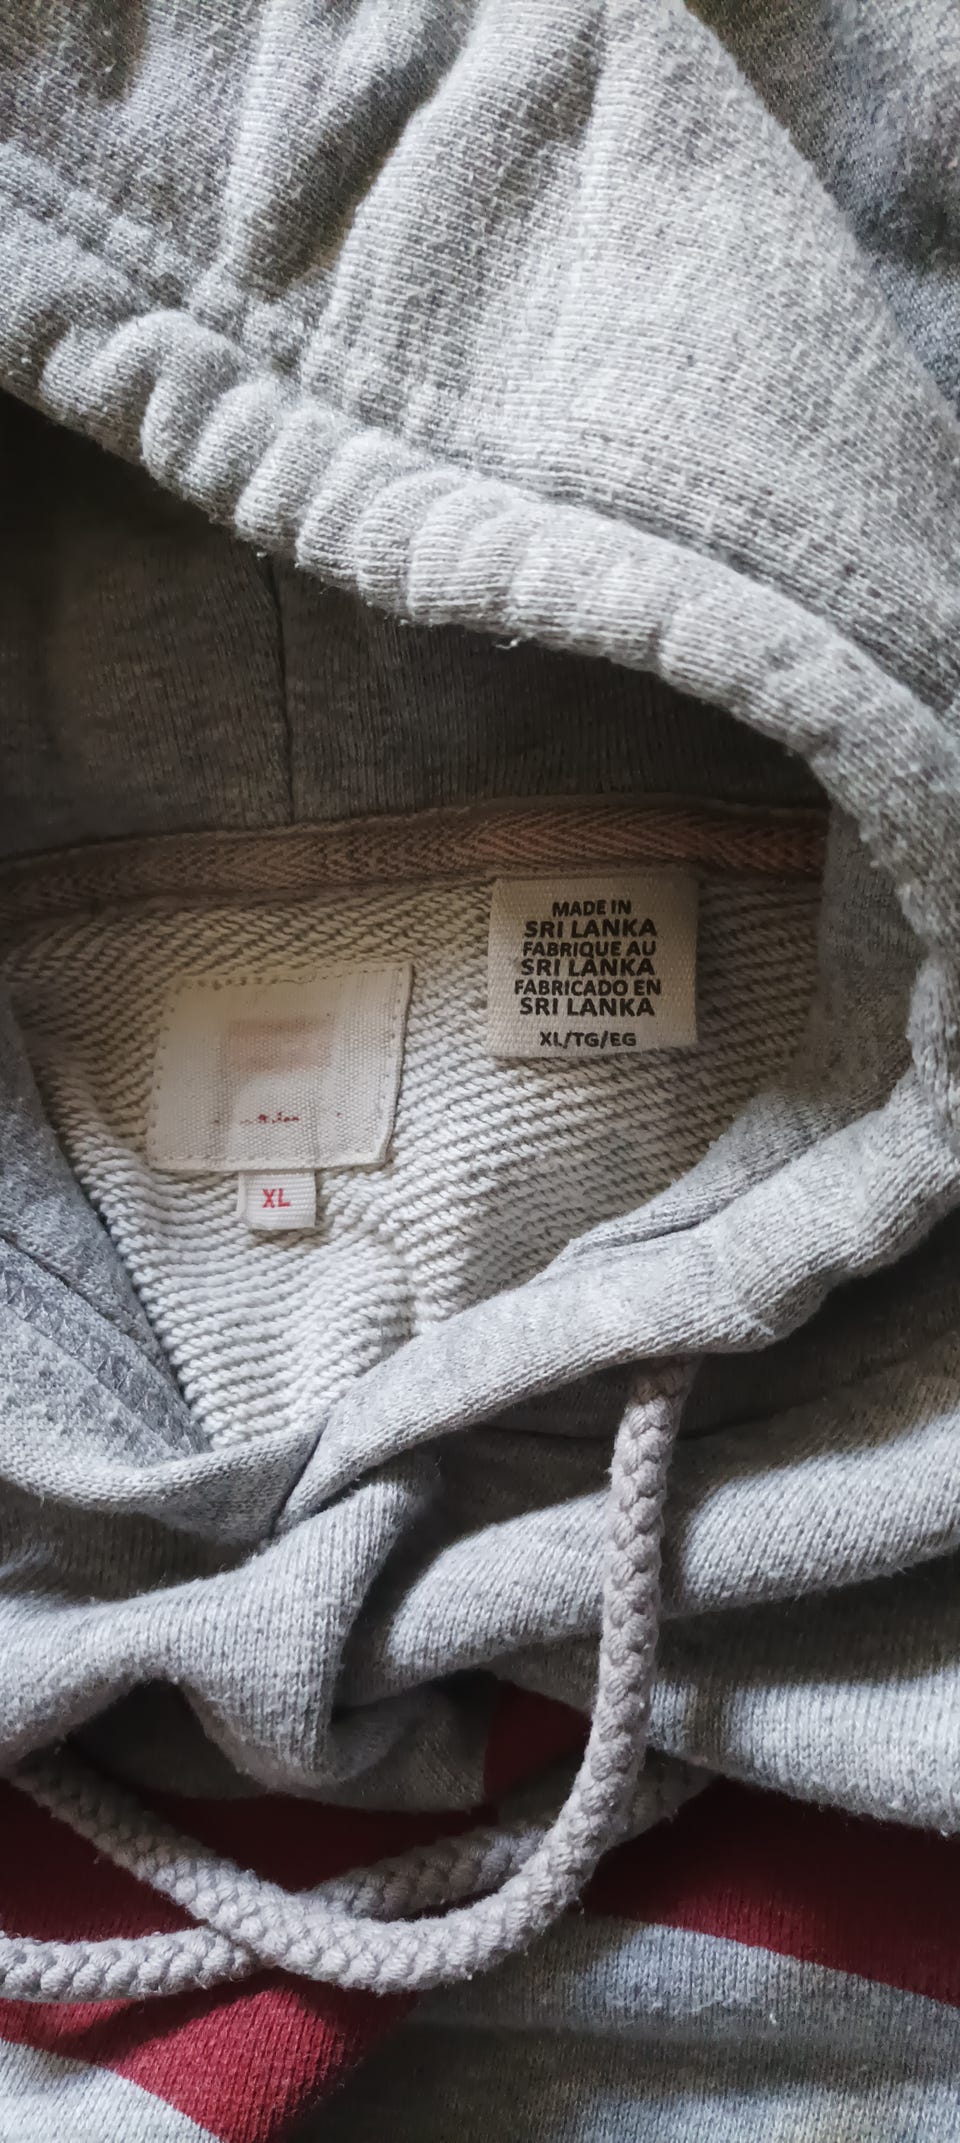 MADE IN
SRI LANKA
FABRIQUE AU
SRI LANKA
FABRICADO EN
SRI LANKA
XL/TG/EG
XL